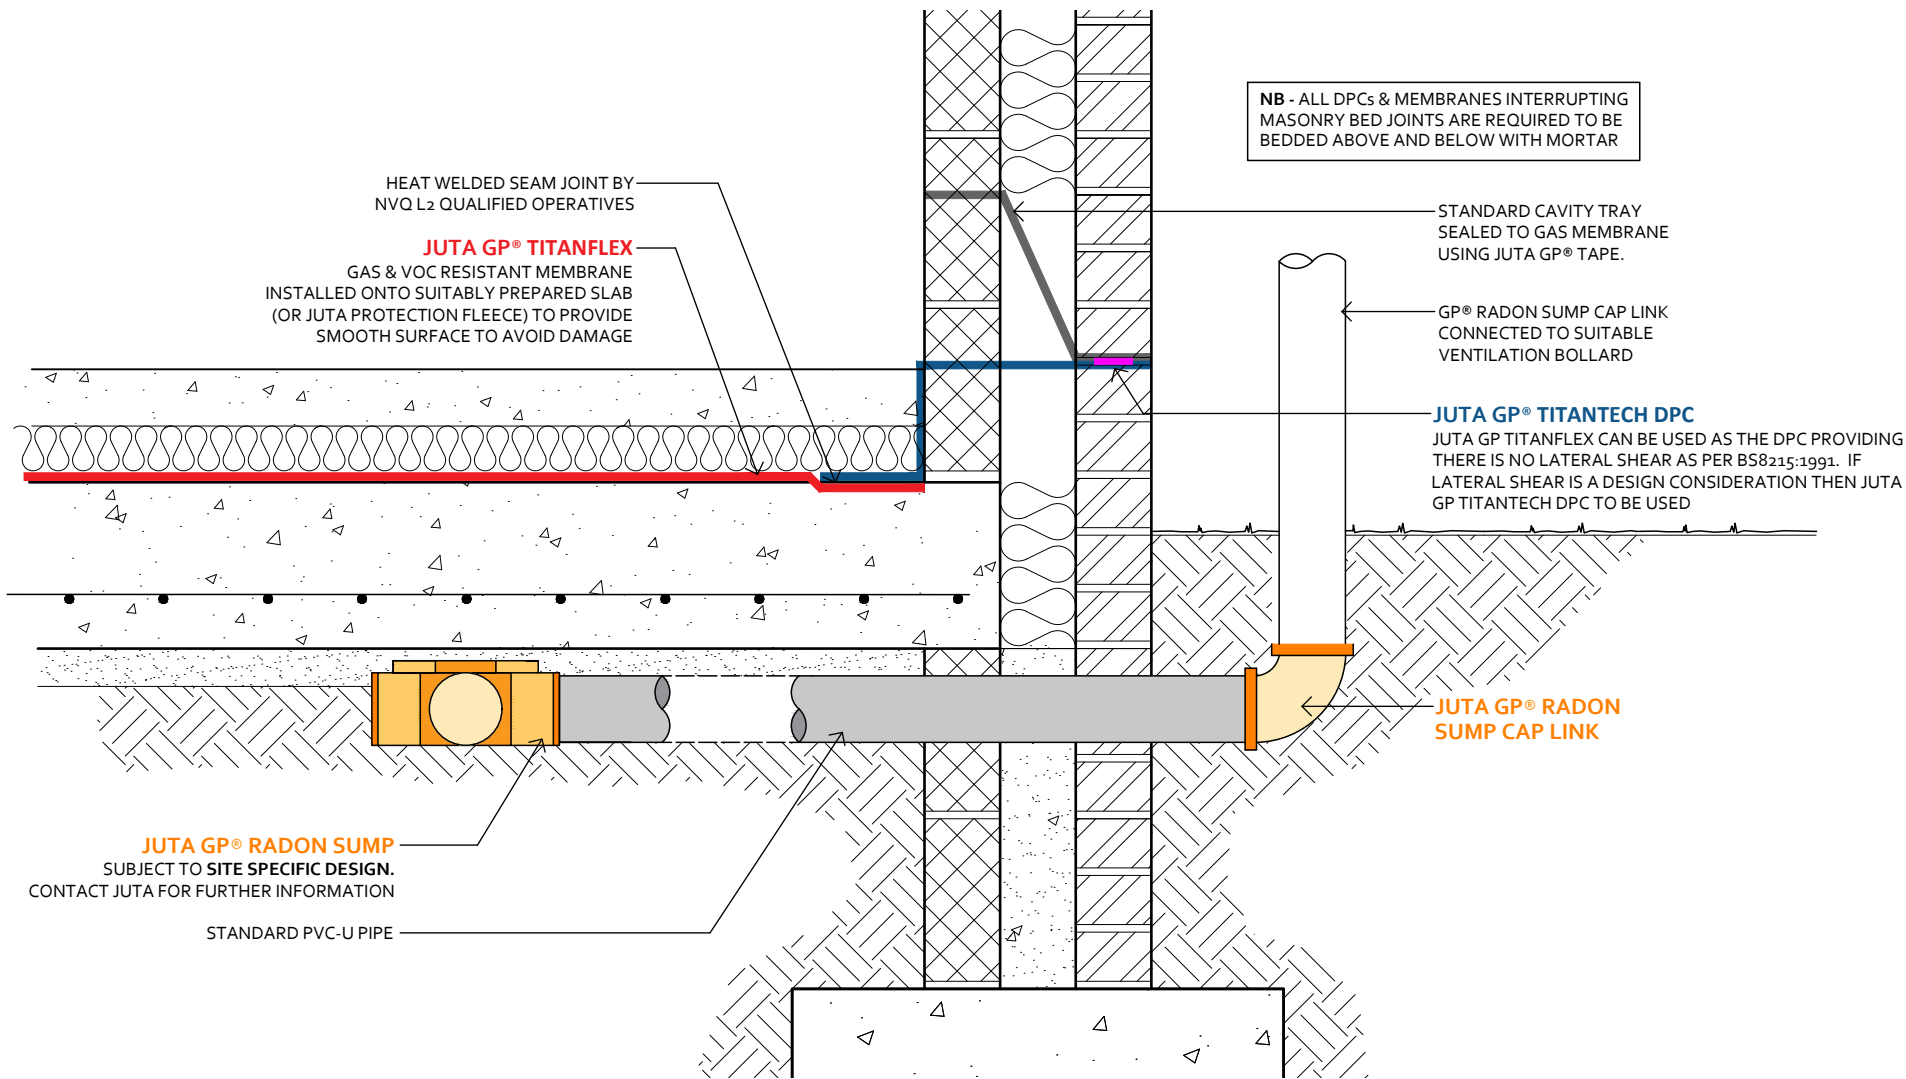 NB - ALL DPCs & MEMBRANES INTERRUPTING
MASONRY BED JOINTS ARE REQUIRED TO BE
BEDDED ABOVE AND BELOW WITH MORTAR
HEAT WELDED SEAM JOINT BY
NVQ L2 QUALIFIED OPERATIVES
JUTA GP® TITANFLEX
GAS & VOC RESISTANT MEMBRANE
INSTALLED ONTO SUITABLY PREPARED SLAB
(OR JUTA PROTECTION FLEECE) TO PROVIDE
SMOOTH SURFACE TO AVOID DAMAGE
STANDARD CAVITY TRAY
SEALED TO GAS MEMBRANE
USING JUTA GP® TAPE.
GP® RADON SUMP CAP LINK
CONNECTED TO SUITABLE
VENTILATION BOLLARD
JUTA GP® TITANTECH DPC
JUTA GP TITANFLEX CAN BE USED AS THE DPC PROVIDING
THERE IS NO LATERAL SHEAR AS PER BS8215:1991. IF
LATERAL SHEAR IS A DESIGN CONSIDERATION THEN JUTA
GP TITANTECH DPC TO BE USED
JUTA GP® RADON
SUMP CAP LINK
JUTA GP® RADON SUMP
SUBJECT TO SITE SPECIFIC DESIGN.
CONTACT JUTA FOR FURTHER INFORMATION
STANDARD PVC-U PIPE